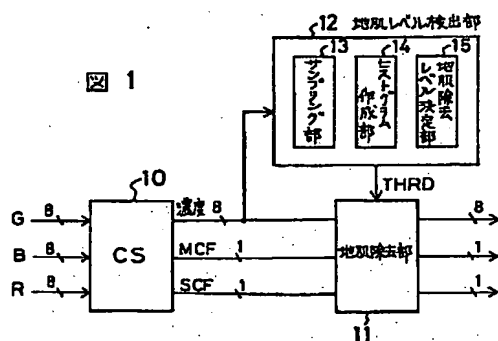 12 地肌レベル検出部
13 14 15
サンプリング部
ヒストグラム作成部
地肌除去レベル決定部
図 1
THRD
10
G 8
B 8
R 8
CS
濃度 8
MCF 1
SCF 1
地肌除去部
8
1
1
11